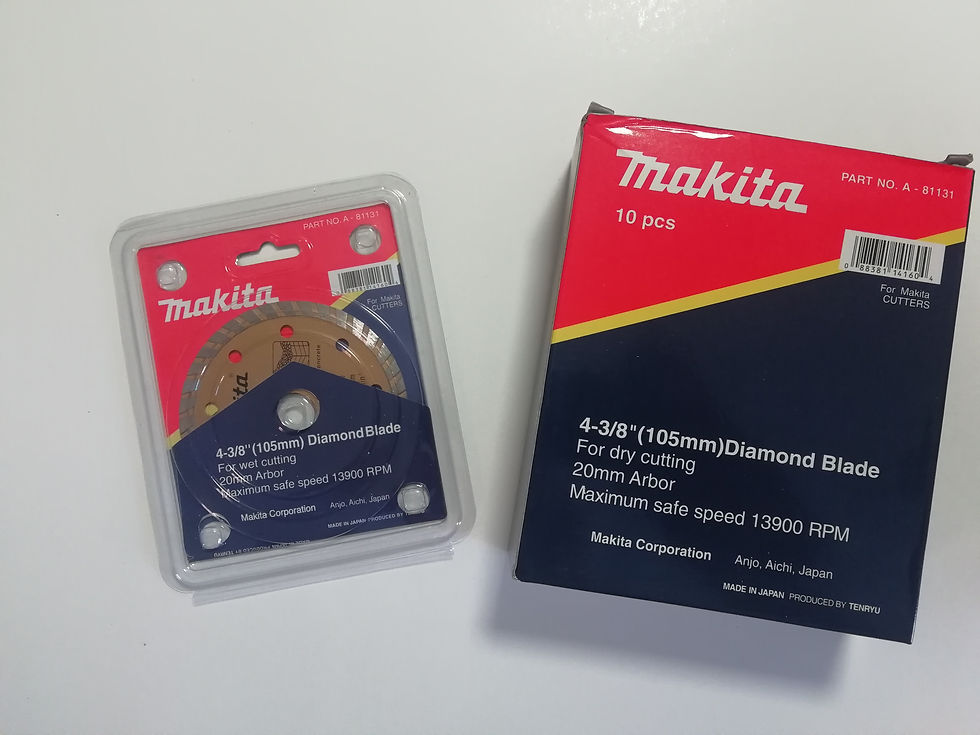 PART NO. A - 81131
makita
For Makita
CUTTERS
4-3/8"(105mm) Diamond Blade
For wet cutting
20mm Arbor
Maximum safe speed 13900 RPM
Makita Corporation Anjo, Aichi, Japan
MADE IN JAPAN PRODUCED BY
makita
PART NO. A - 81131
10 pcs
0 88381 14160 4
For Makita
CUTTERS
4-3/8"(105mm)Diamond Blade
For dry cutting
20mm Arbor
Maximum safe speed 13900 RPM
Makita Corporation Anjo, Aichi, Japan
MADE IN JAPAN PRODUCED BY TENRYU